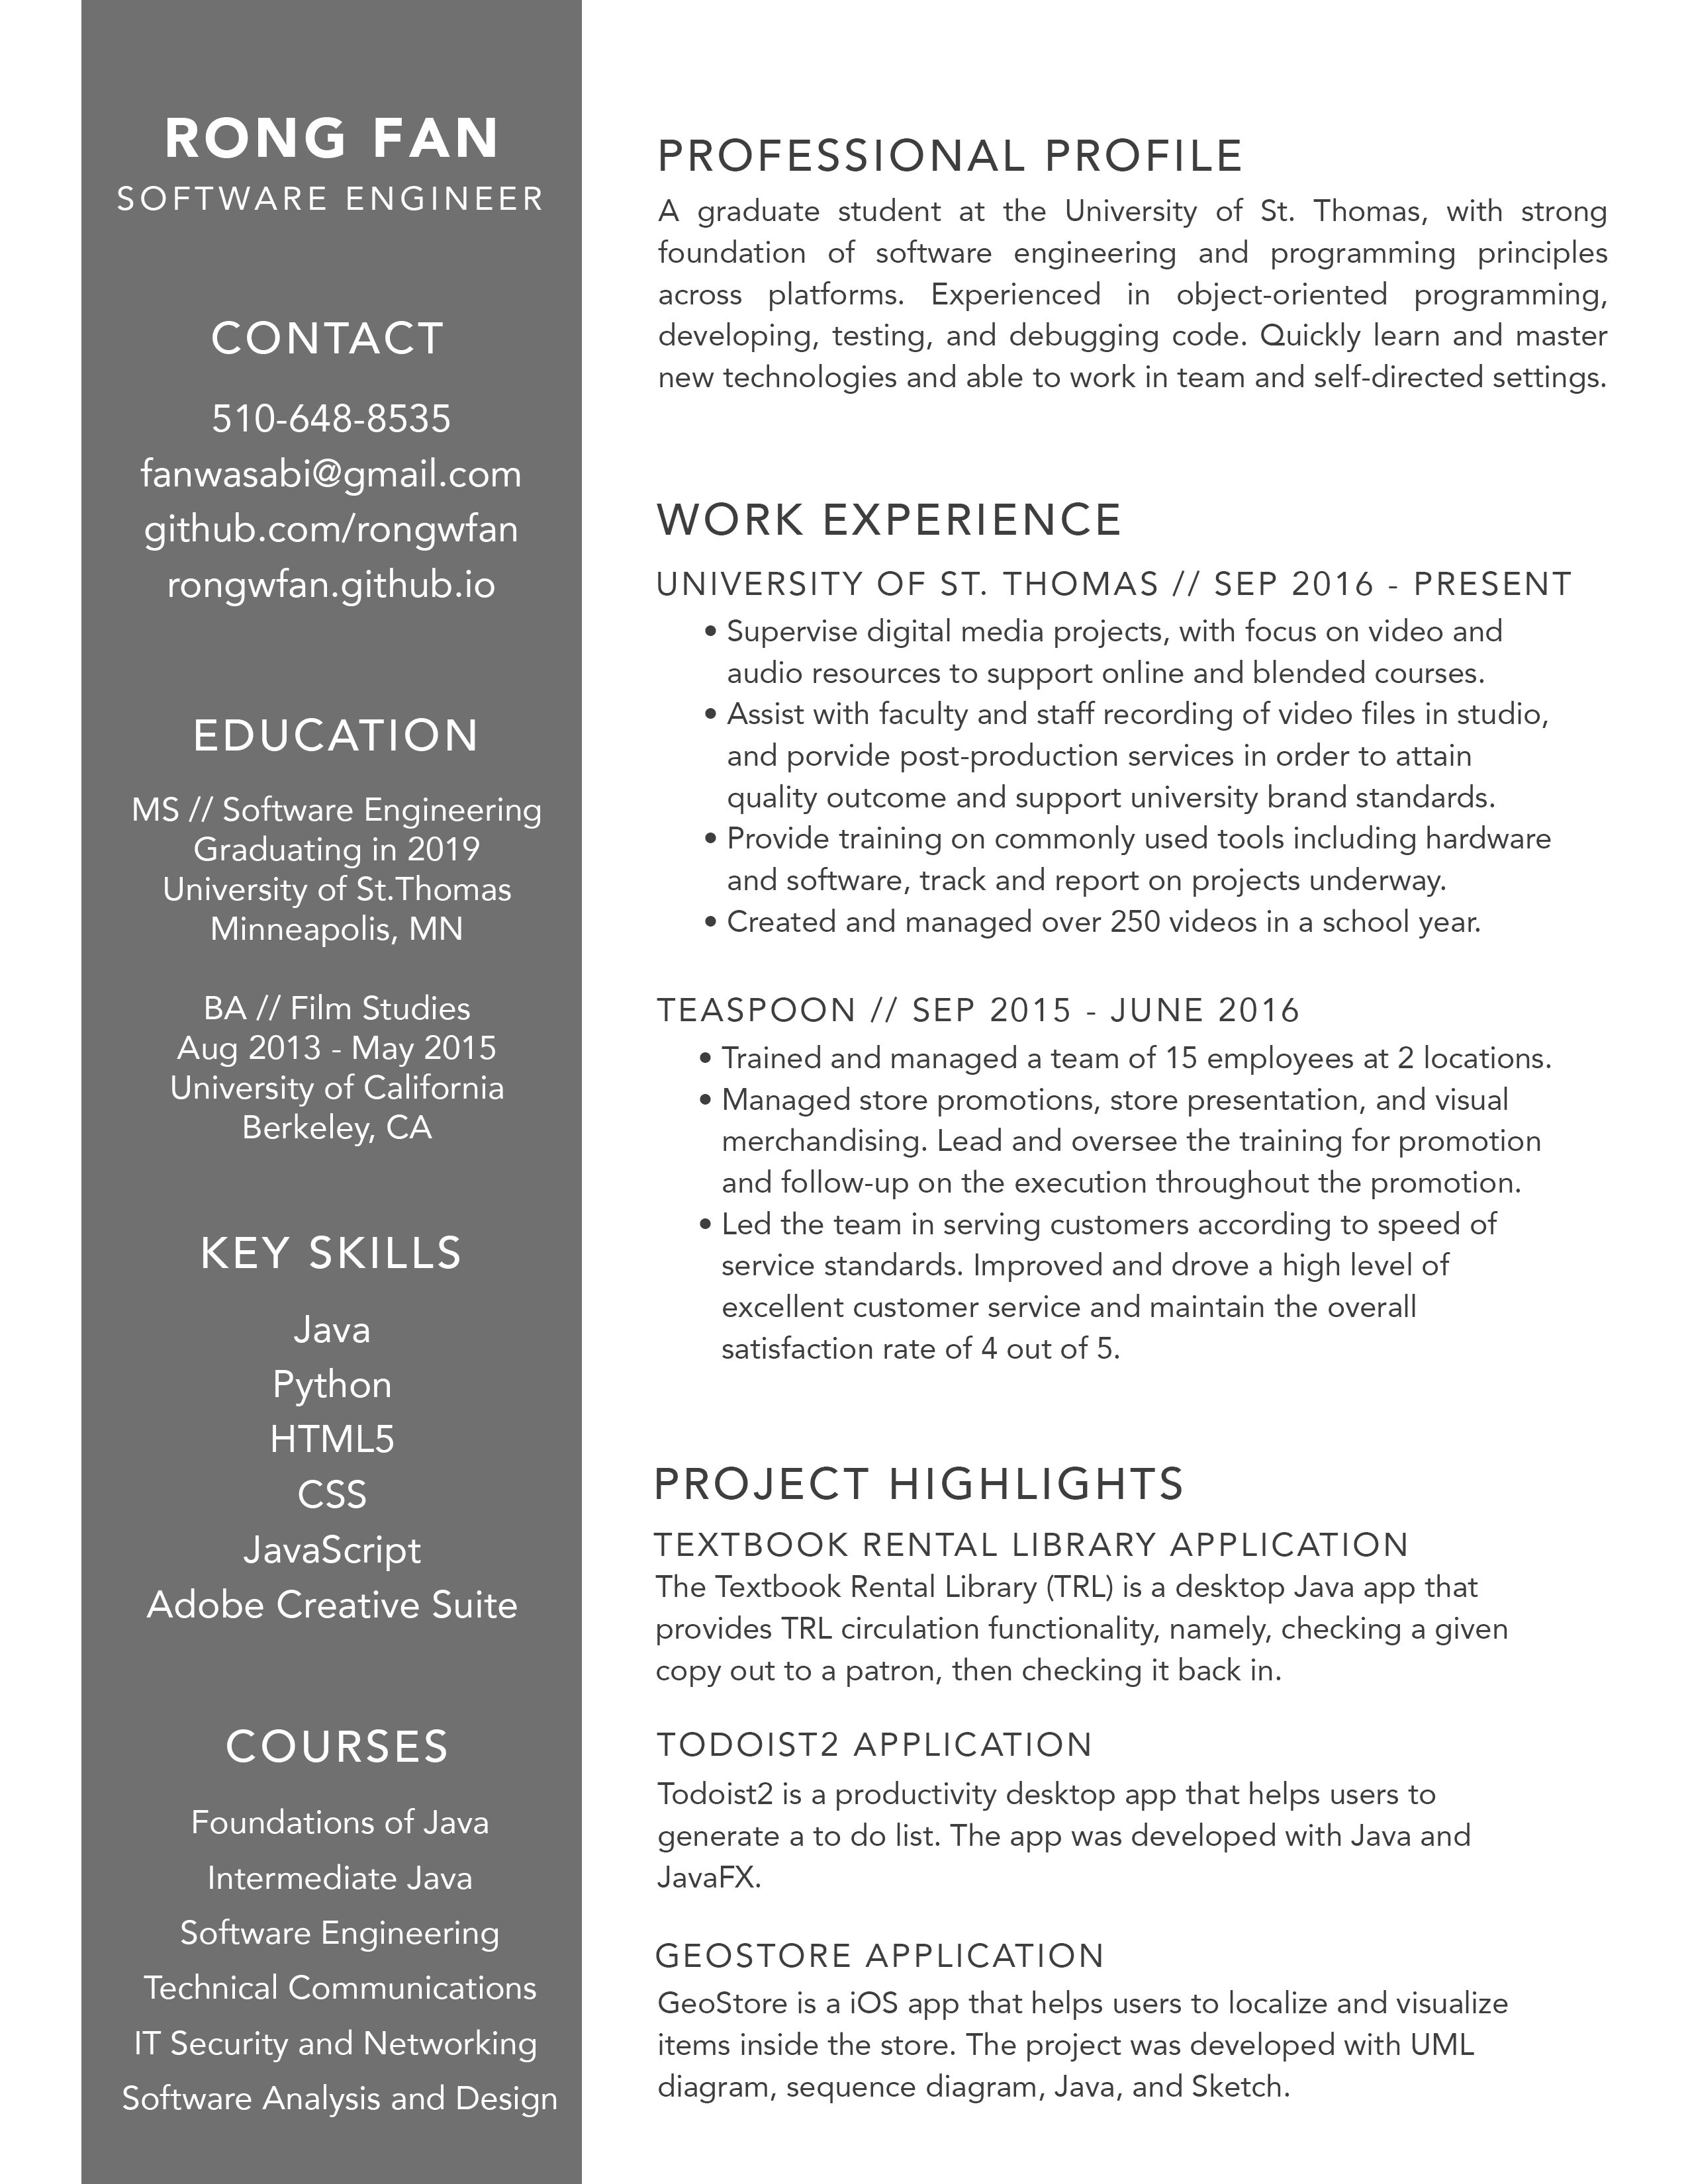 RONG FAN
SOFTWARE ENGINEER
CONTACT
510-648-8535
fanwasabi@gmail.com
github.com/rongwfan
rongwfan.github.io
EDUCATION
MS // Software Engineering
Graduating in 2019
University of St.Thomas
Minneapolis, MN
BA // Film Studies
Aug 2013 - May 2015
University of California
Berkeley, CA
KEY SKILLS
Java
Python
HTML5
CSS
JavaScript
Adobe Creative Suite
COURSES
Foundations of Java
Intermediate Java
Software Engineering
Technical Communications
IT Security and Networking
Software Analysis and Design
PROFESSIONAL PROFILE
A graduate student at the University of St. Thomas, with strong
foundation of software engineering and programming principles
across platforms. Experienced in object-oriented programming,
developing, testing, and debugging code. Quickly learn and master
new technologies and able to work in team and self-directed settings.
WORK EXPERIENCE
UNIVERSITY OF ST. THOMAS // SEP 2016 - PRESENT
• Supervise digital media projects, with focus on video and
audio resources to support online and blended courses.
• Assist with faculty and staff recording of video files in studio,
and porvide post-production services in order to attain
quality outcome and support university brand standards.
• Provide training on commonly used tools including hardware
and software, track and report on projects underway.
• Created and managed over 250 videos in a school year.
TEASPOON // SEP 2015 - JUNE 2016
• Trained and managed a team of 15 employees at 2 locations.
• Managed store promotions, store presentation, and visual
merchandising. Lead and oversee the training for promotion
and follow-up on the execution throughout the promotion.
• Led the team in serving customers according to speed of
service standards. Improved and drove a high level of
excellent customer service and maintain the overall
satisfaction rate of 4 out of 5.
PROJECT HIGHLIGHTS
TEXTBOOK RENTAL LIBRARY APPLICATION
The Textbook Rental Library (TRL) is a desktop Java app that
provides TRL circulation functionality, namely, checking a given
copy out to a patron, then checking it back in.
TODOIST2 APPLICATION
Todoist2 is a productivity desktop app that helps users to
generate a to do list. The app was developed with Java and
JavaFX.
GEOSTORE APPLICATION
GeoStore is a iOS app that helps users to localize and visualize
items inside the store. The project was developed with UML
diagram, sequence diagram, Java, and Sketch.